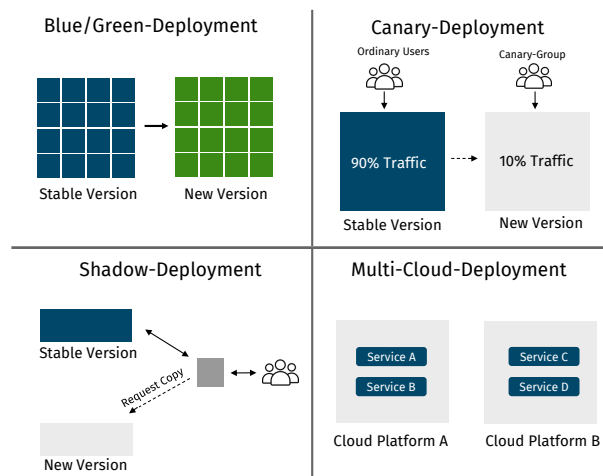 Blue/Green-Deployment
Stable Version
New Version
Canary-Deployment
Ordinary Users
Canary-Group
90% Traffic
10% Traffic
Stable Version
New Version
Shadow-Deployment
Stable Version
Request Copy
New Version
Multi-Cloud-Deployment
Service A
Service B
Service C
Service D
Cloud Platform A
Cloud Platform B